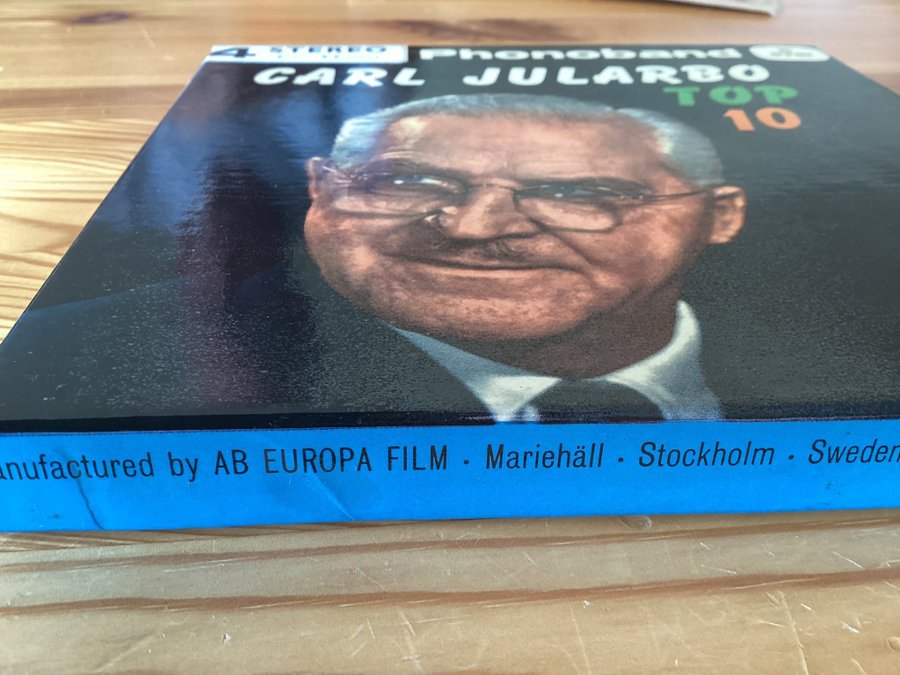 4 STEREO Phonoband
CARL JULARBO
TOP
10
anufactured by AB EUROPA FILM · Mariehäll · Stockholm · Sweden